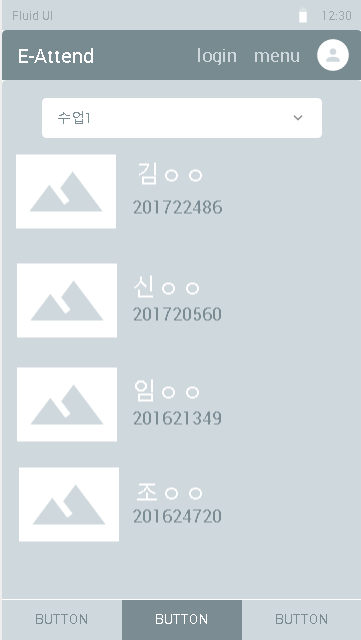 Fluid UI 12:30
E-Attend login menu
수업1
김ㅇㅇ
201722486
신ㅇㅇ
201720560
임ㅇㅇ
201621349
조ㅇㅇ
201624720
BUTTON BUTTON BUTTON